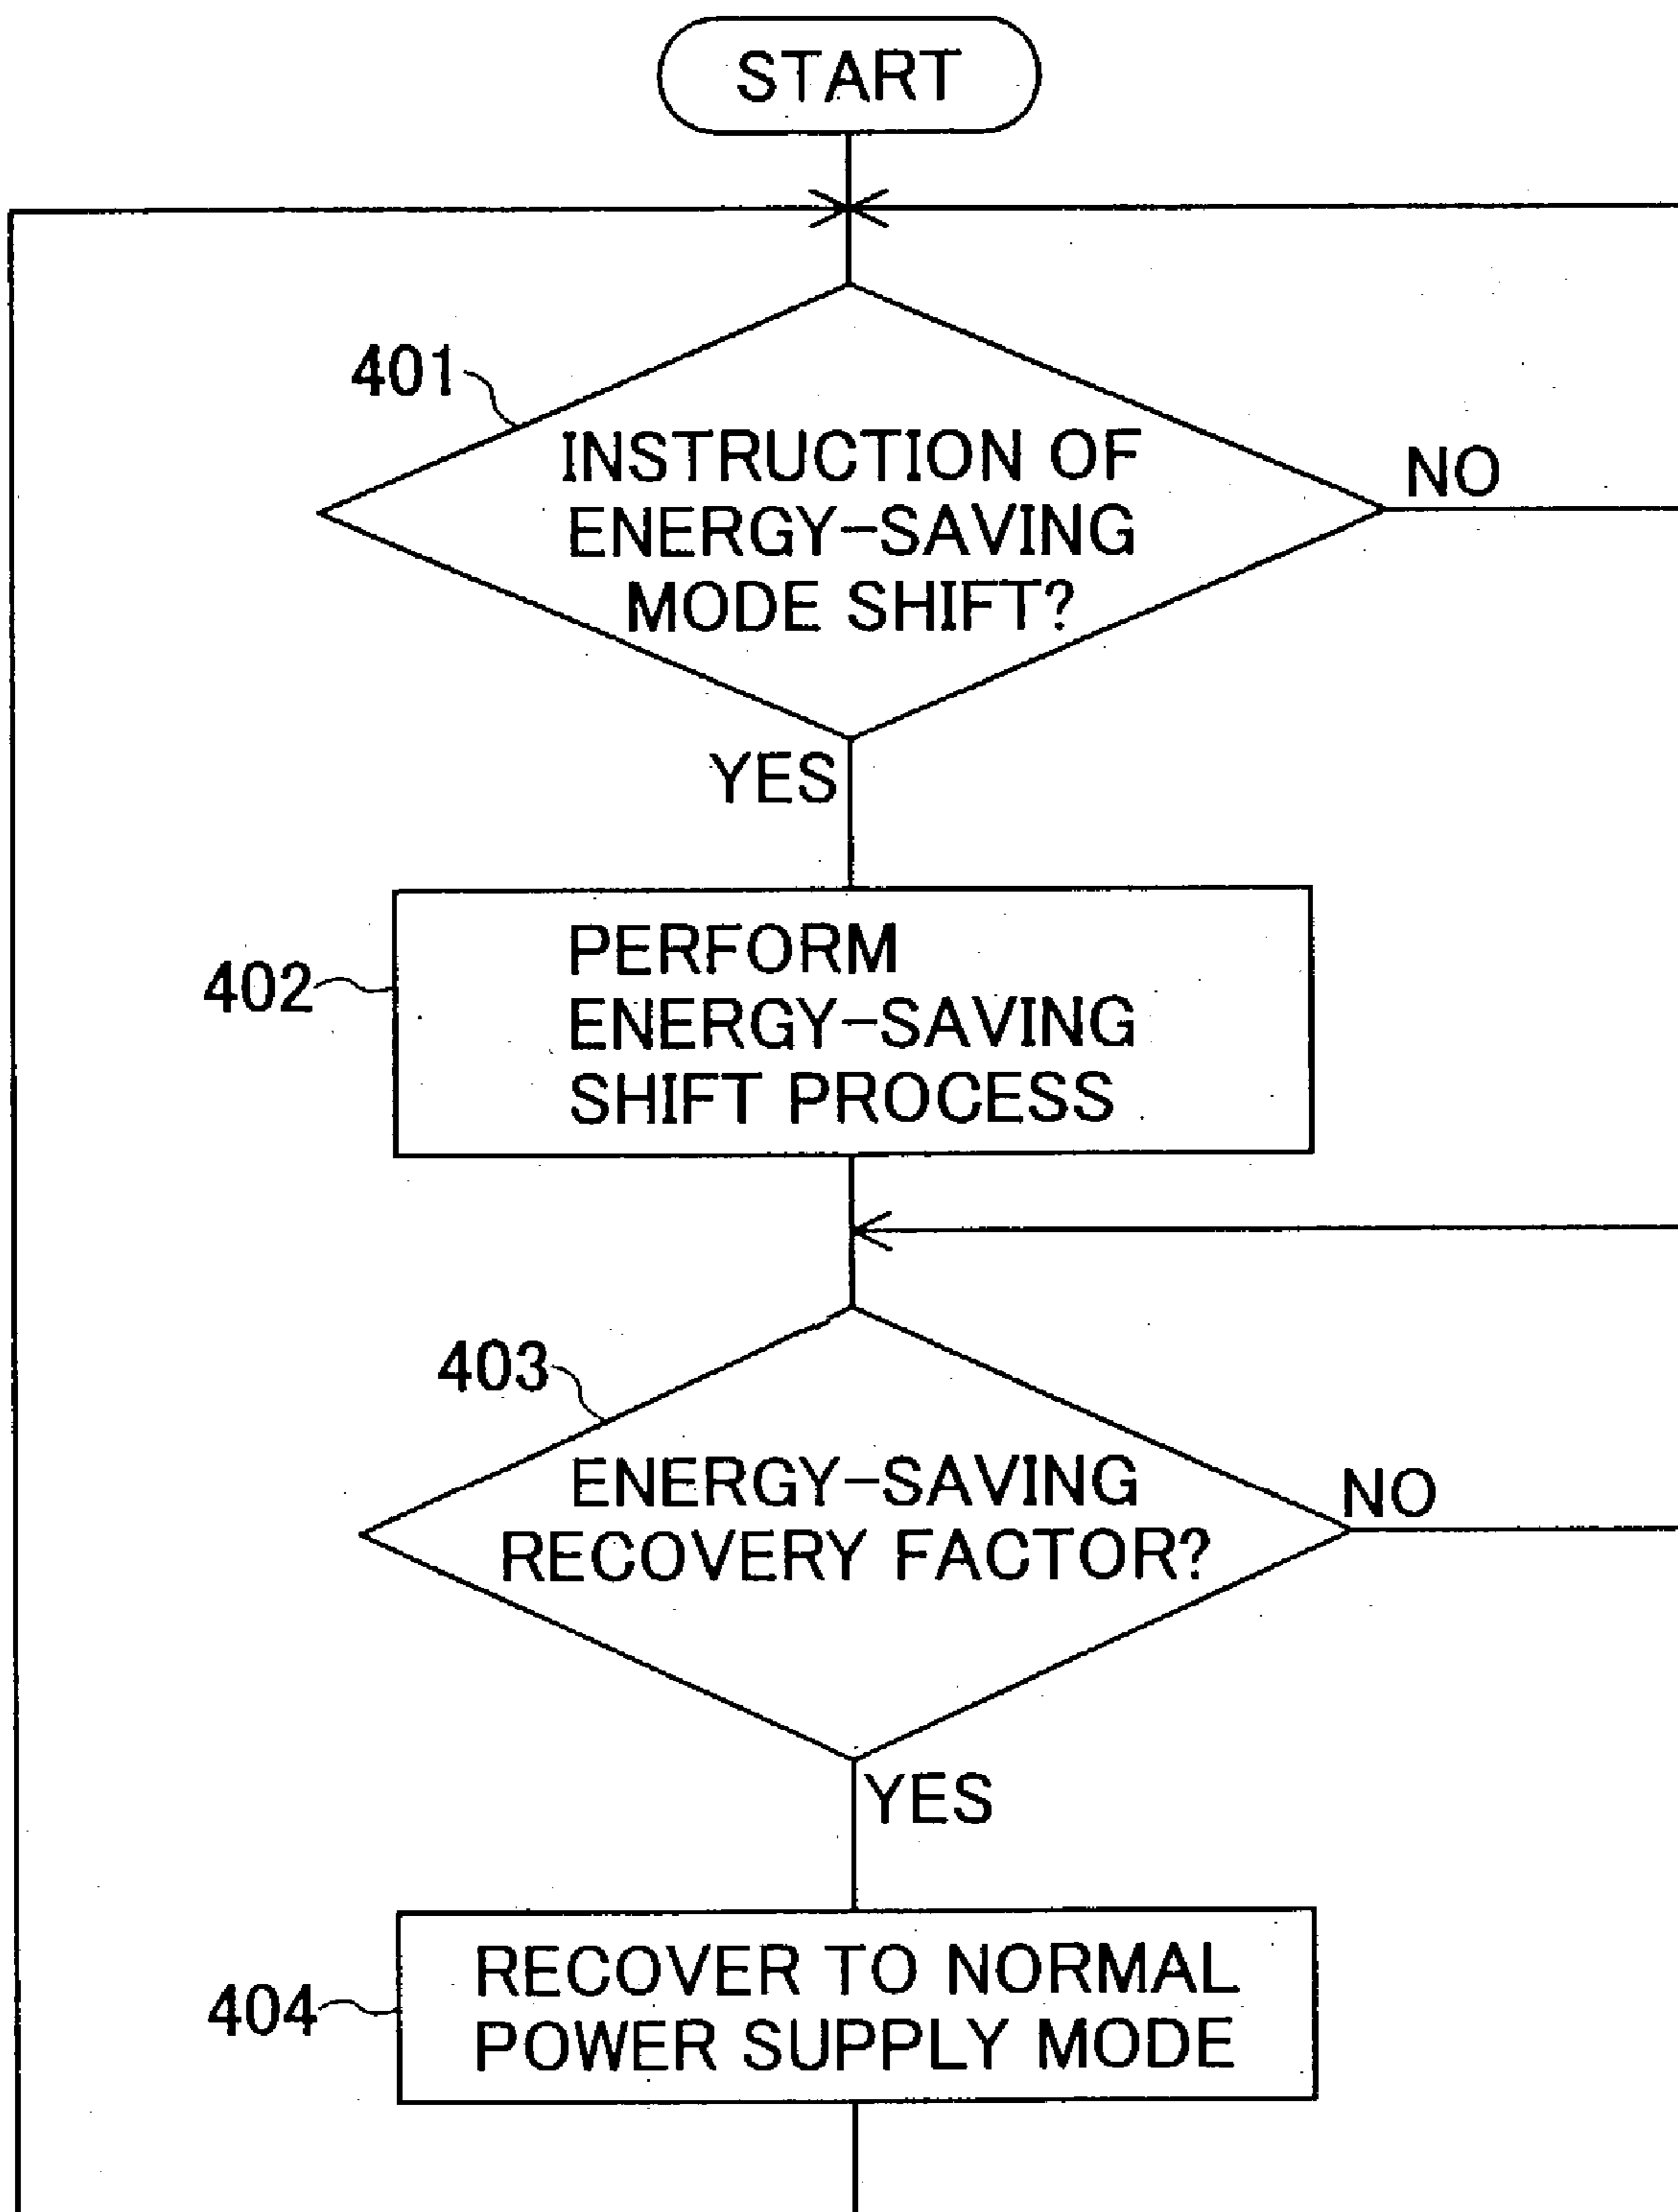 START
401
INSTRUCTION OF
ENERGY-SAVING
MODE SHIFT?
NO
YES
402
PERFORM
ENERGY-SAVING
SHIFT PROCESS
403
ENERGY-SAVING
RECOVERY FACTOR?
NO
YES
404
RECOVER TO NORMAL
POWER SUPPLY MODE